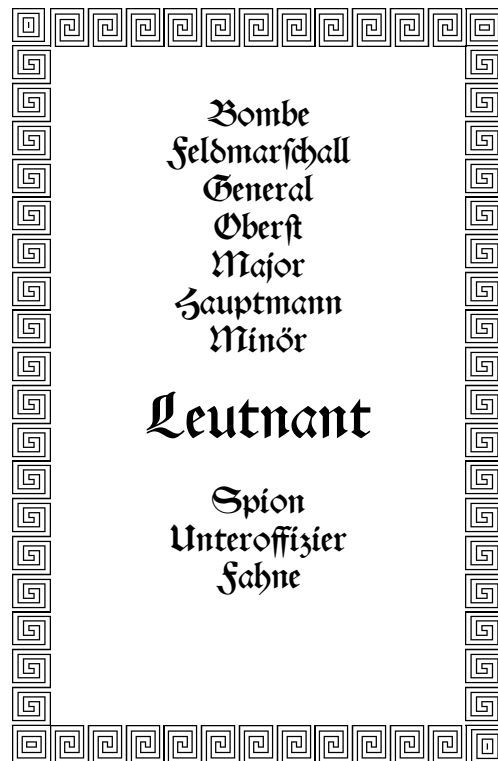 Bombe
Feldmarſchall
General
Oberſt
Major
Hauptmann
Minör
Leutnant
Spion
Unteroffizier
Fahne